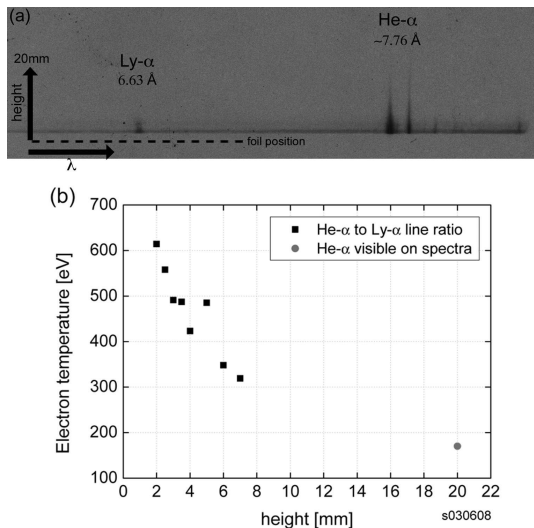 (a)
He-α
~7.76 Å
20mm
Ly-α
6.63 Å
height
foil position
λ
(b)
700
600
500
400
300
200
100
Electron temperature [eV]
He-α to Ly-α line ratio
He-α visible on spectra
0 2 4 6 8 10 12 14 16 18 20 22
height [mm]
s030608